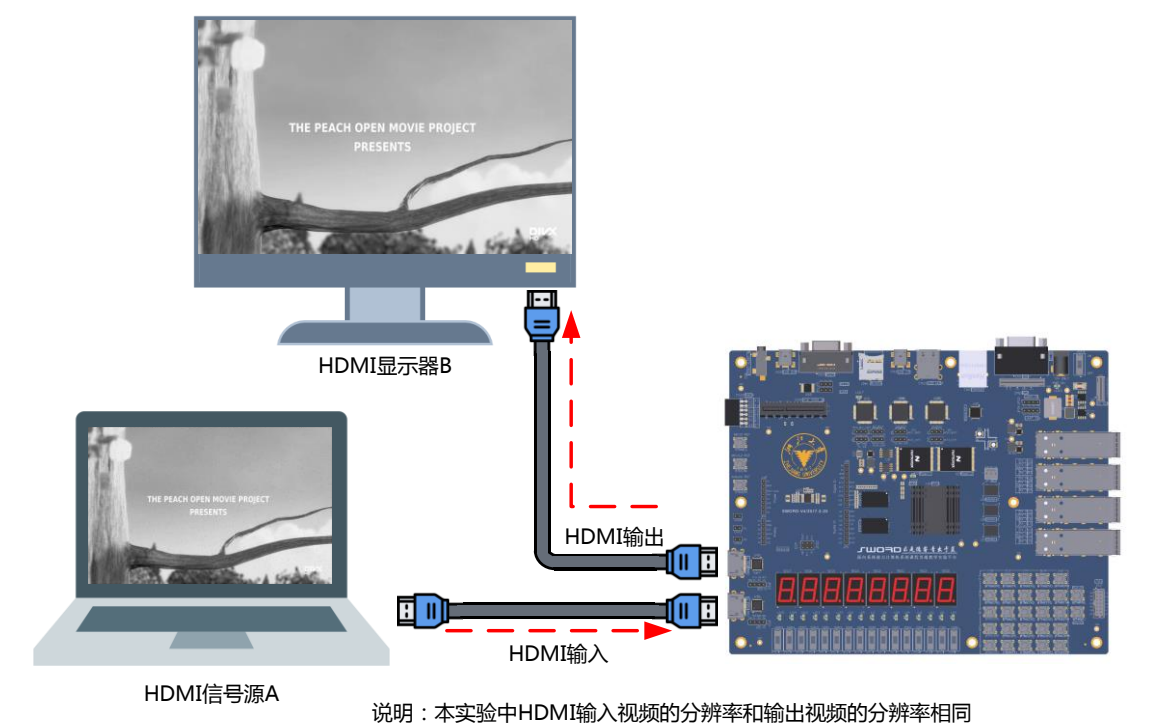 THE PEACH OPEN MOVIE PROJECT
PRESENTS
DIVX
HDMI显示器B
THE PEACH OPEN MOVIE PROJECT
PRESENTS
HDMI输出
SWORD
HDMI输入
HDMI信号源A
说明：本实验中HDMI输入视频的分辨率和输出视频的分辨率相同